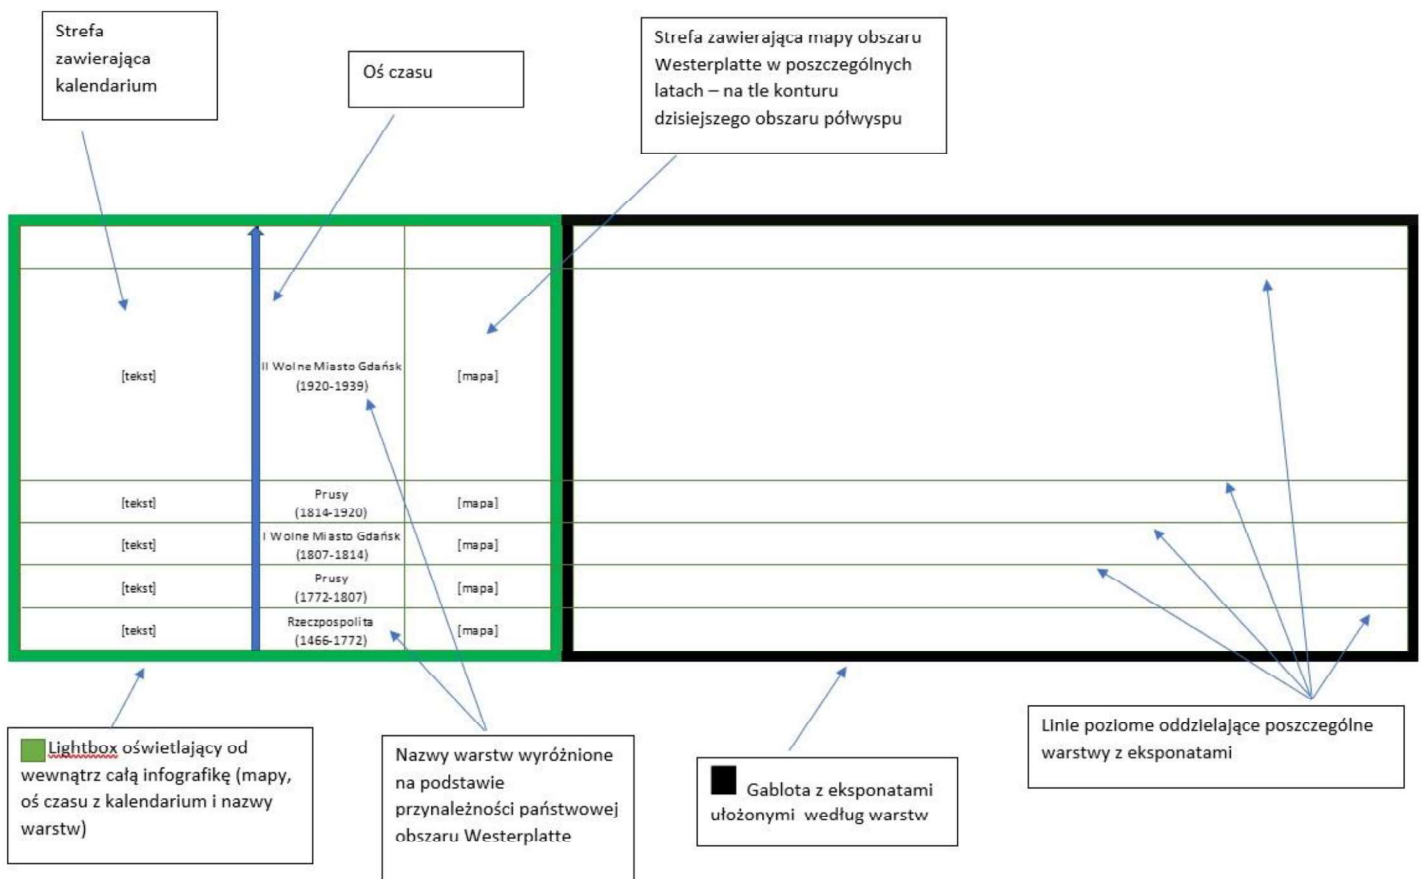 Strefa
zawierająca
kalendarium
Oś czasu
Strefa zawierająca mapy obszaru
Westerplatte w poszczególnych
latach – na tle konturu
dzisiejszego obszaru półwyspu
[tekst]
II Wolne Miasto Gdańsk
(1920-1939)
[mapa]
[tekst]
Prusy
(1814-1920)
[mapa]
[tekst]
I Wolne Miasto Gdańsk
(1807-1814)
[mapa]
[tekst]
Prusy
(1772-1807)
[mapa]
[tekst]
Rzeczpospolita
(1466-1772)
[mapa]
Lightbox oświetlający od
wewnątrz całą infografikę (mapy,
oś czasu z kalendarium i nazwy
warstw)
Nazwy warstw wyróżnione
na podstawie
przynależności państwowej
obszaru Westerplatte
Gablota z eksponatami
ułożonymi według warstw
Linie poziome oddzielające poszczególne
warstwy z eksponatami